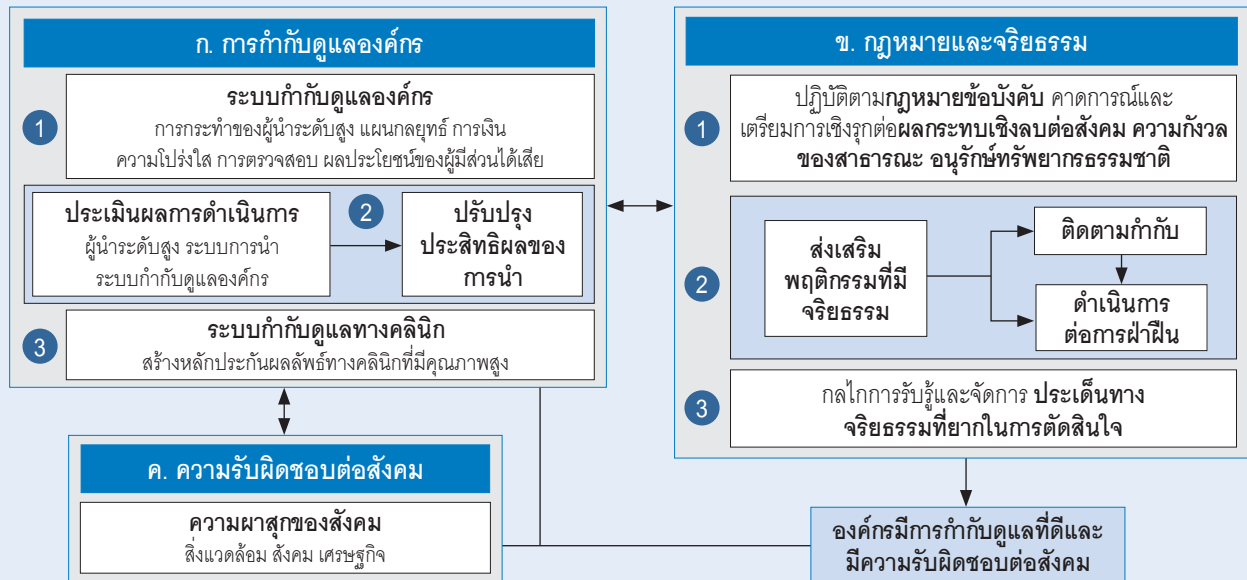 ก. การกำกับดูแลองค์กร
1
ระบบกำกับดูแลองค์กร
การกระทำของผู้นำระดับสูง แผนกลยุทธ์ การเงิน
ความโปร่งใส การตรวจสอบ ผลประโยชน์ของผู้มีส่วนได้เสีย
ประเมินผลการดำเนินการ
ผู้นำระดับสูง ระบบการนำ
ระบบกำกับดูแลองค์กร
2
ปรับปรุง
ประสิทธิผลของ
การนำ
3
ระบบกำกับดูแลทางคลินิก
สร้างหลักประกันผลลัพธ์ทางคลินิกที่มีคุณภาพสูง
ข. กฎหมายและจริยธรรม
1
ปฏิบัติตามกฎหมายข้อบังคับ คาดการณ์และ
เตรียมการเชิงรุกต่อผลกระทบเชิงลบต่อสังคม ความกังวล
ของสาธารณะ อนุรักษ์ทรัพยากรธรรมชาติ
2
ส่งเสริม
พฤติกรรมที่มี
จริยธรรม
ติดตามกำกับ
ดำเนินการ
ต่อการฝ่าฝืน
3
กลไกการรับรู้และจัดการ ประเด็นทาง
จริยธรรมที่ยากในการตัดสินใจ
ค. ความรับผิดชอบต่อสังคม
ความผาสุกของสังคม
สิ่งแวดล้อม สังคม เศรษฐกิจ
องค์กรมีการกำกับดูแลที่ดีและ
มีความรับผิดชอบต่อสังคม